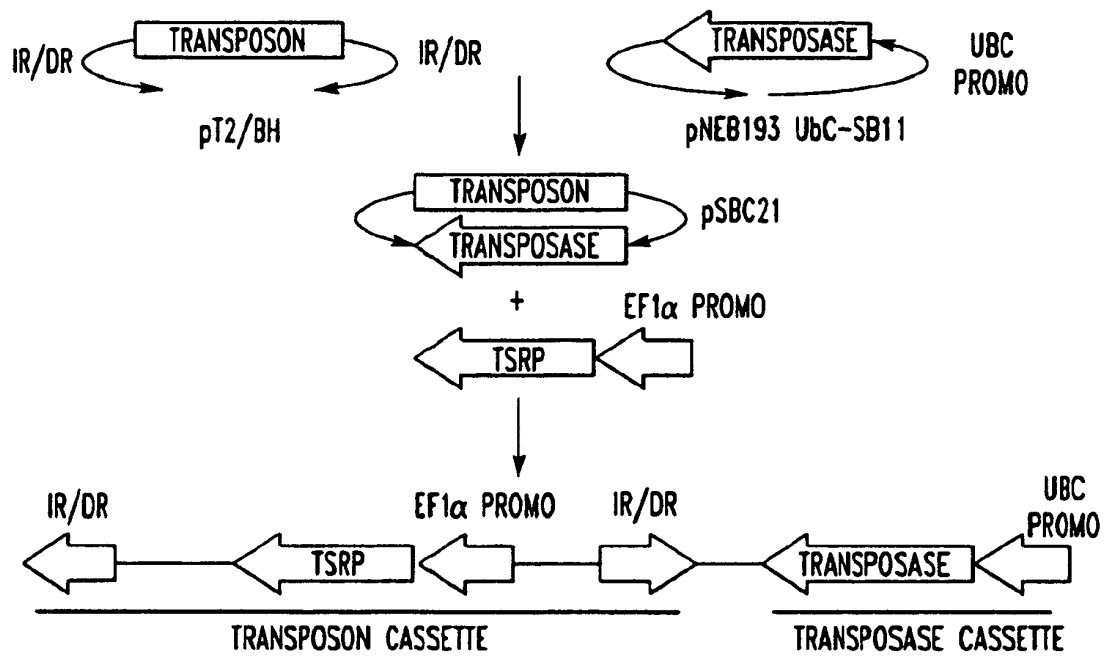 TRANSPOSON
IR/DR
IR/DR
pT2/BH
TRANSPOSASE
UBC
PROMO
pNEB193 UbC-SB11
TRANSPOSON
TRANSPOSASE
pSBC21
+
EF1α PROMO
TSRP
IR/DR
EF1α PROMO
IR/DR
UBC
PROMO
TSRP
TRANSPOSASE
TRANSPOSON CASSETTE
TRANSPOSASE CASSETTE